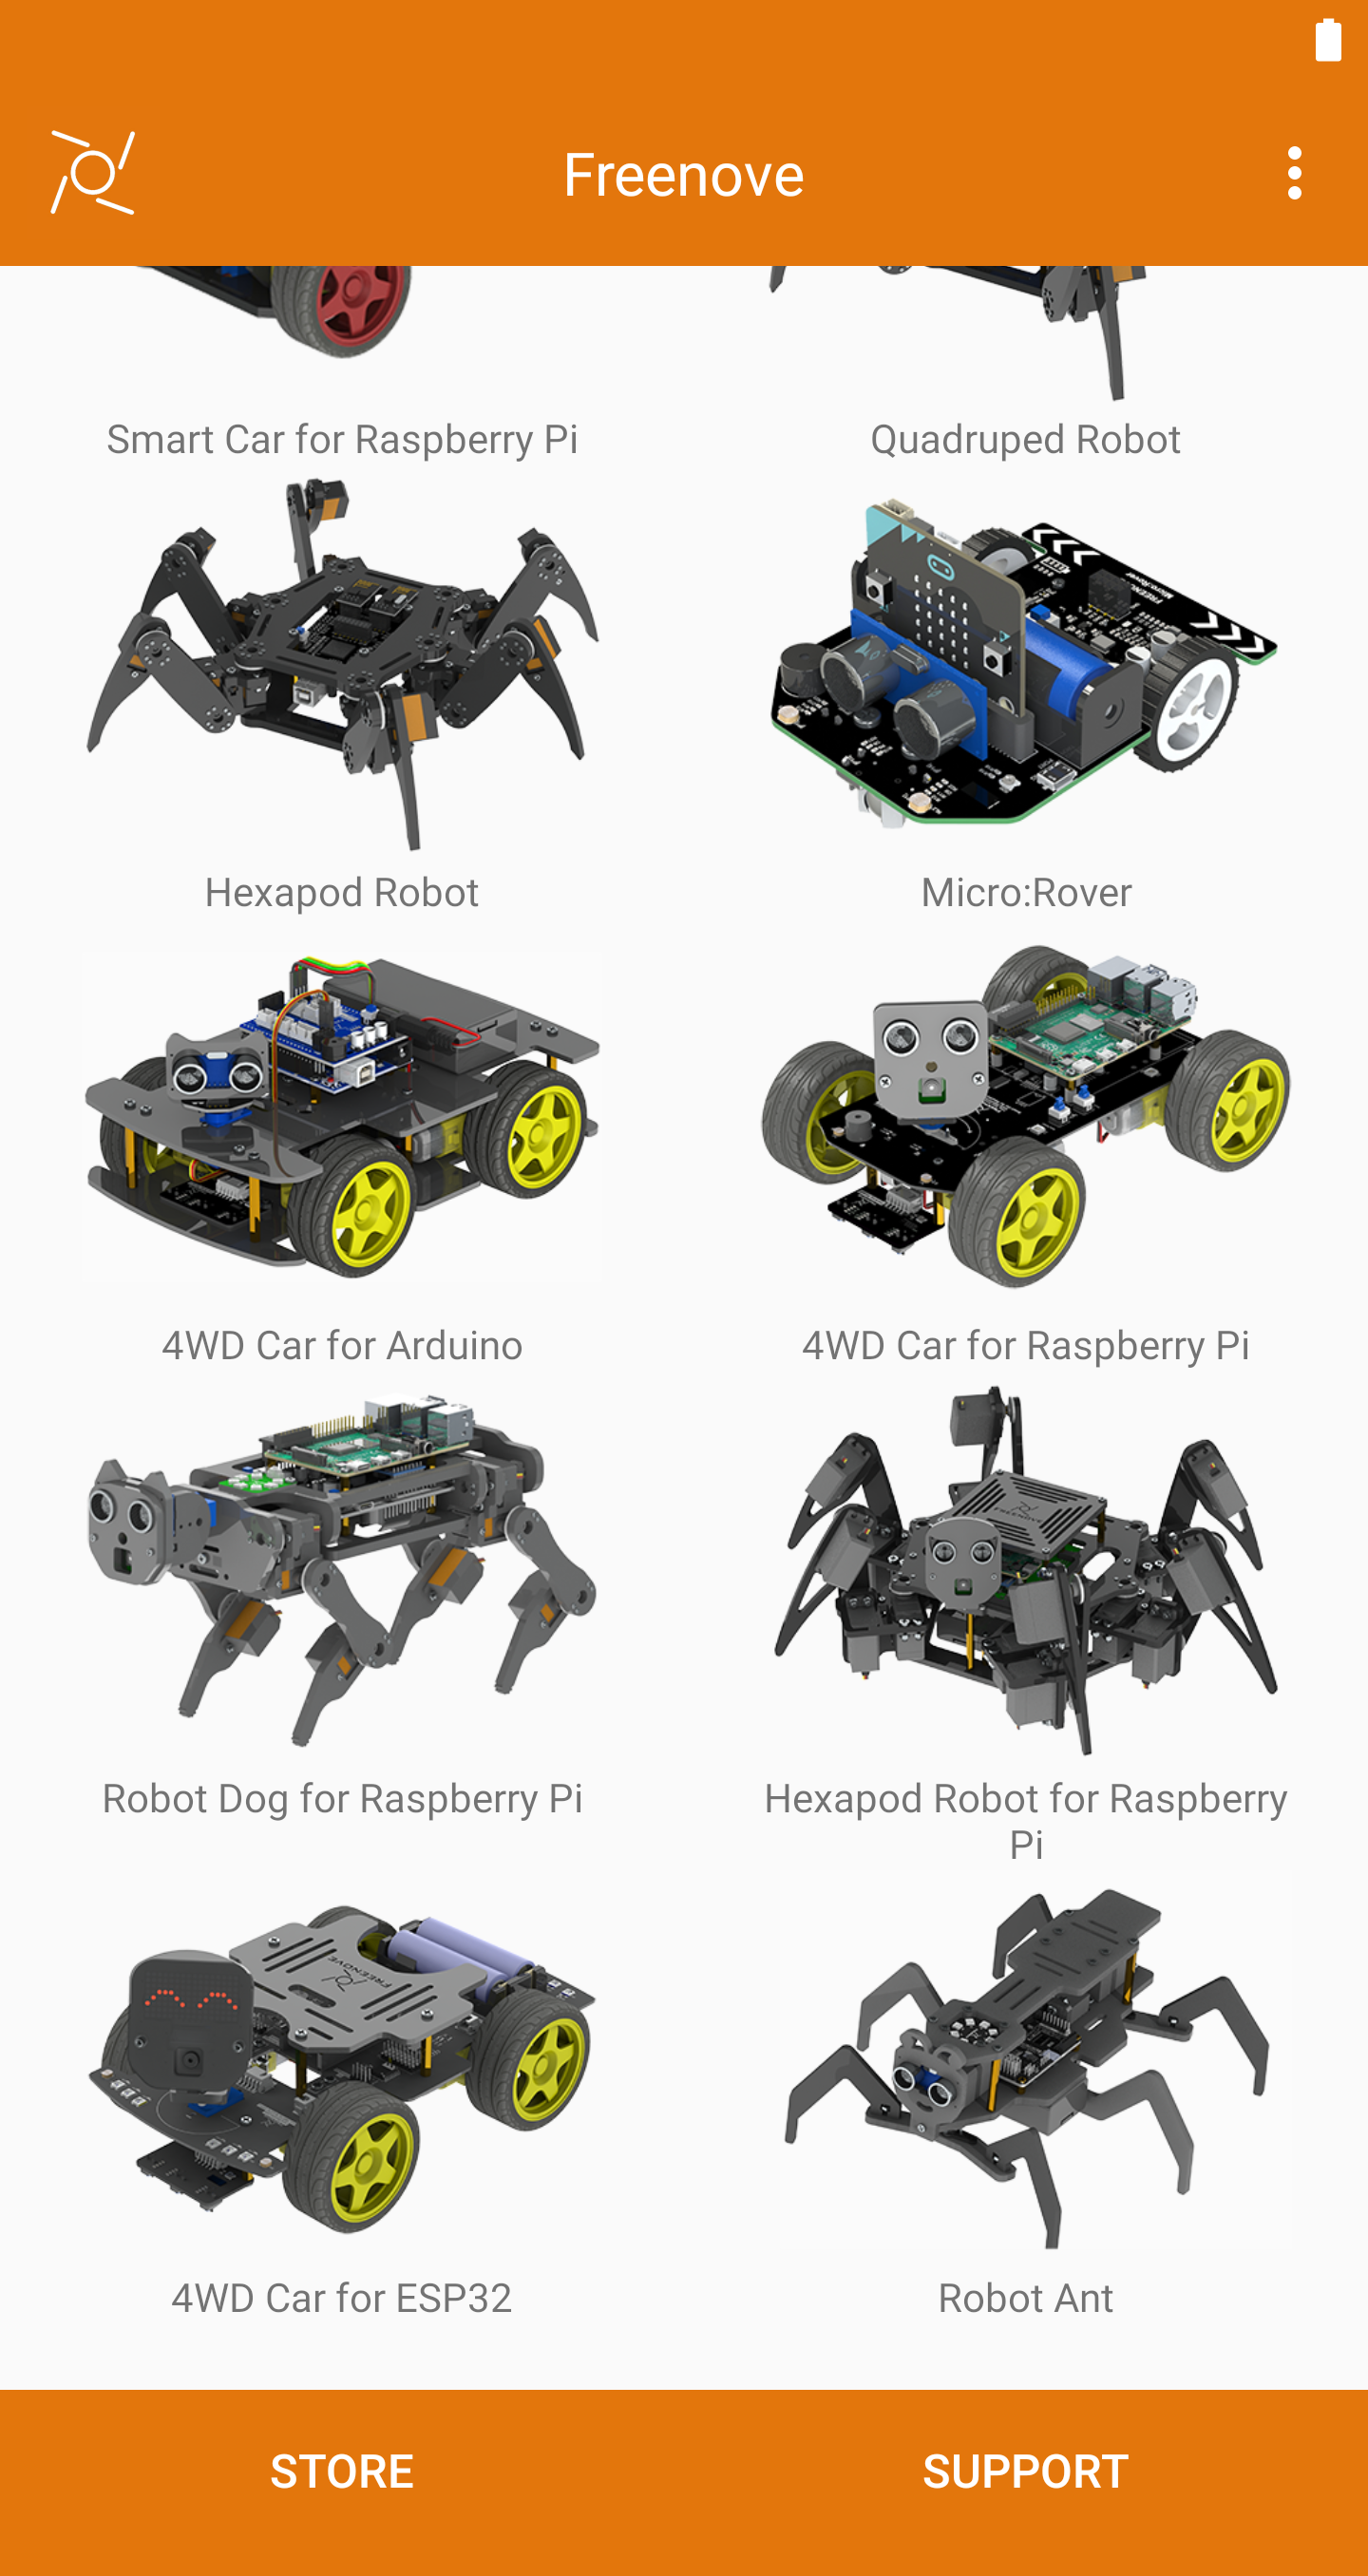 Freenove
Smart Car for Raspberry Pi
Quadruped Robot
Hexapod Robot
Micro:Rover
4WD Car for Arduino
4WD Car for Raspberry Pi
Robot Dog for Raspberry Pi
Hexapod Robot for Raspberry
Pi
FREENOVE
4WD Car for ESP32
Robot Ant
STORE
SUPPORT